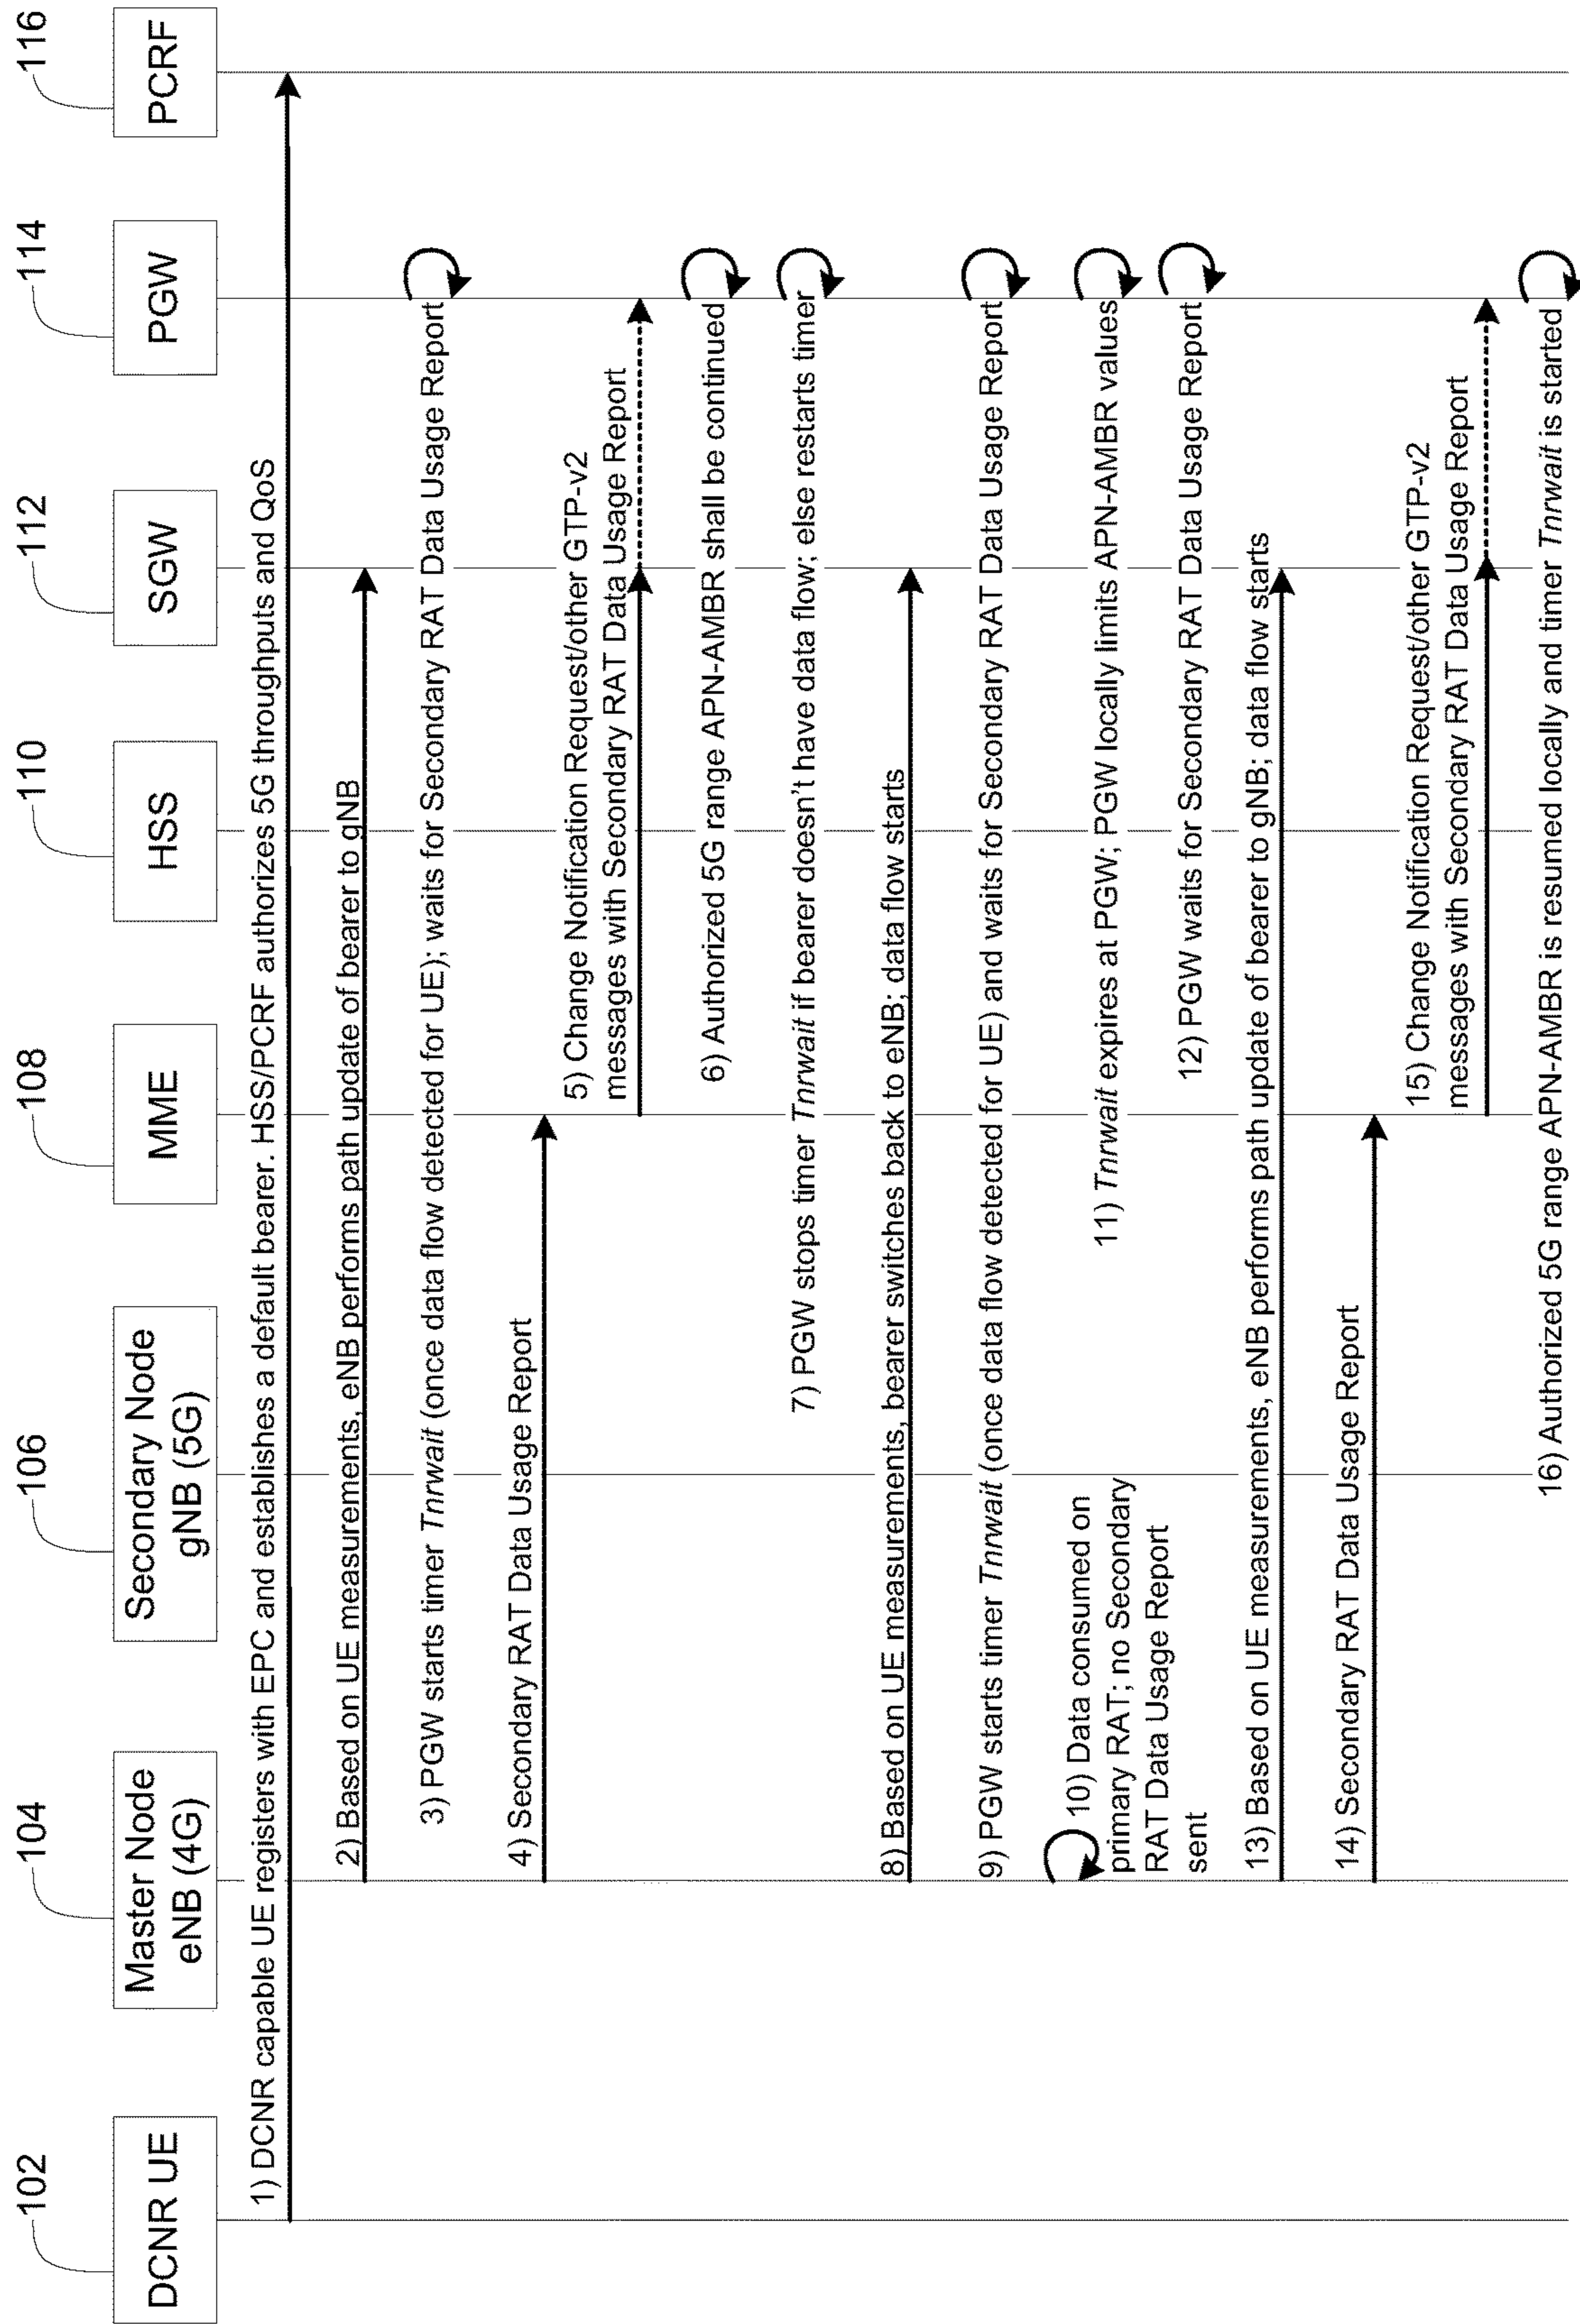 102
104
106
108
110
112
114
116
DCNR UE
Master Node
eNB (4G)
Secondary Node
gNB (5G)
MME
HSS
SGW
PGW
PCRF
1) DCNR capable UE registers with EPC and establishes a default bearer. HSS/PCRF authorizes 5G throughputs and QoS
2) Based on UE measurements, eNB performs path update of bearer to gNB
3) PGW starts timer Tnrwait (once data flow detected for UE); waits for Secondary RAT Data Usage Report
4) Secondary RAT Data Usage Report
5) Change Notification Request/other GTP-v2
messages with Secondary RAT Data Usage Report
6) Authorized 5G range APN-AMBR shall be continued
7) PGW stops timer Tnrwait if bearer doesn't have data flow; else restarts timer
8) Based on UE measurements, bearer switches back to eNB; data flow starts
9) PGW starts timer Tnrwait (once data flow detected for UE) and waits for Secondary RAT Data Usage Report
10) Data consumed on
primary RAT; no Secondary
RAT Data Usage Report
sent
11) Tnrwait expires at PGW; PGW locally limits APN-AMBR values
12) PGW waits for Secondary RAT Data Usage Report
13) Based on UE measurements, eNB performs path update of bearer to gNB; data flow starts
14) Secondary RAT Data Usage Report
15) Change Notification Request/other GTP-v2
messages with Secondary RAT Data Usage Report
16) Authorized 5G range APN-AMBR is resumed locally and timer Tnrwait is started